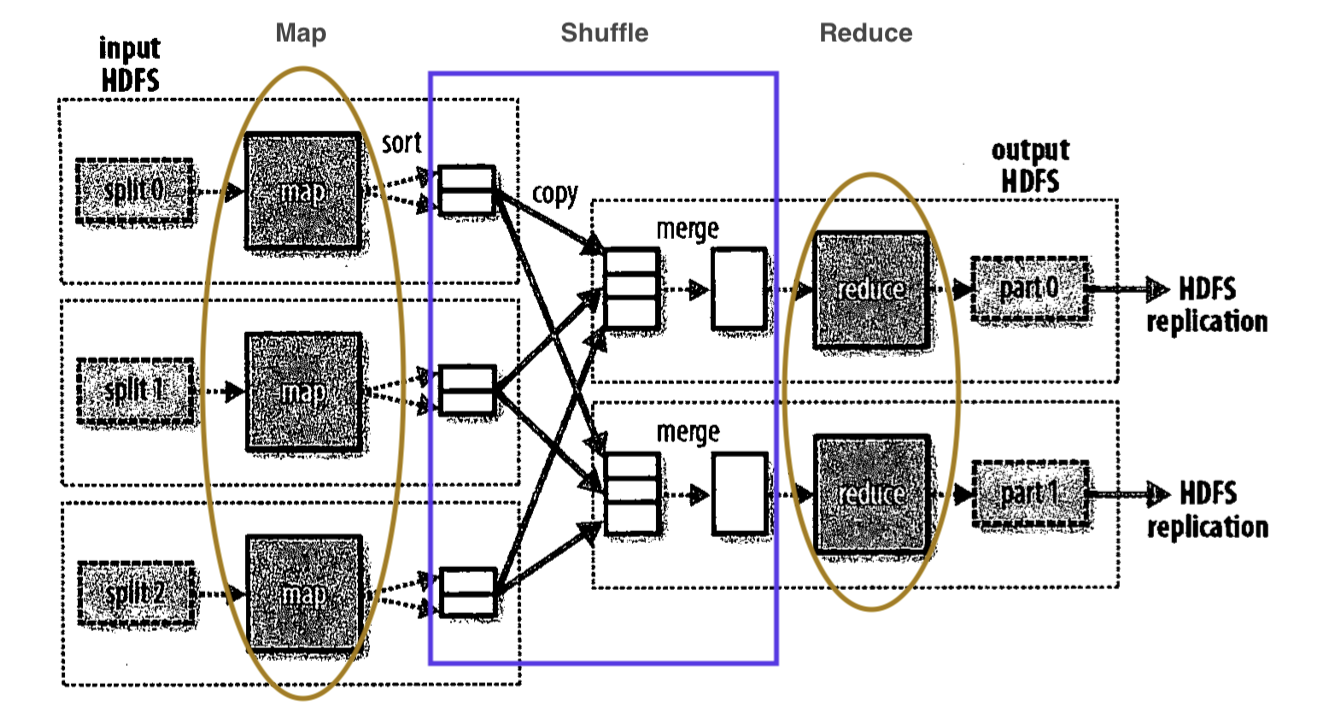 Map
Shuffle
Reduce
input
HDFS
sort
copy
split 0
map
merge
output
HDFS
reduce
part 0
HDFS
replication
split 1
map
merge
reduce
part 1
HDFS
replication
split 2
map